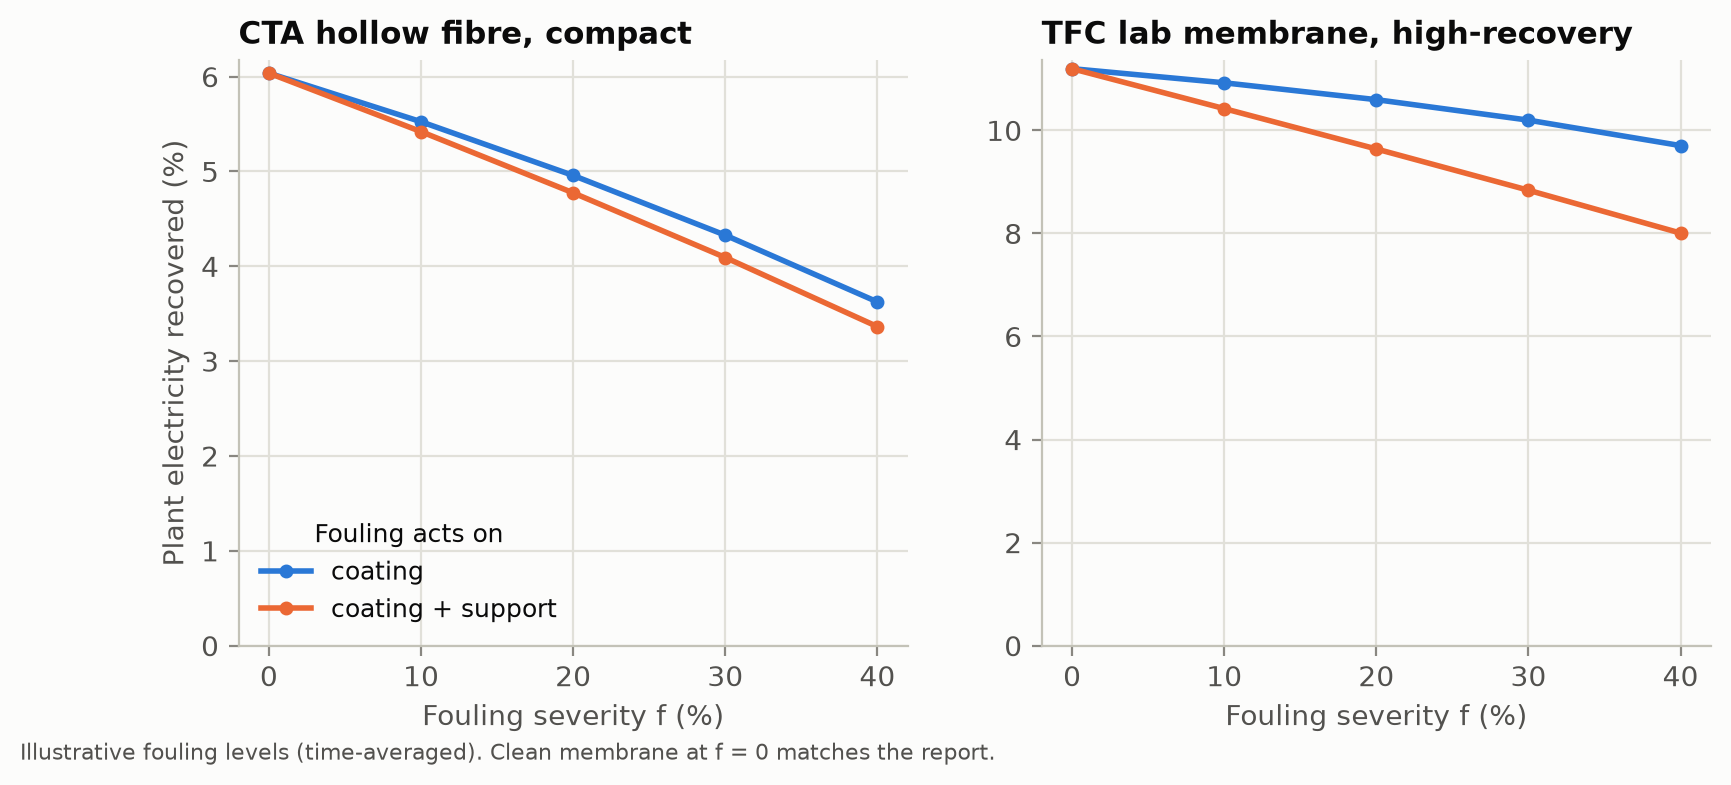 CTA hollow fibre, compact
Plant electricity recovered (%)
6
5
4
3
2
1
0
Fouling acts on
coating
coating + support
0 10 20 30 40
Fouling severity f (%)
TFC lab membrane, high-recovery
10
8
6
4
2
0
0 10 20 30 40
Fouling severity f (%)
Illustrative fouling levels (time-averaged). Clean membrane at f = 0 matches the report.